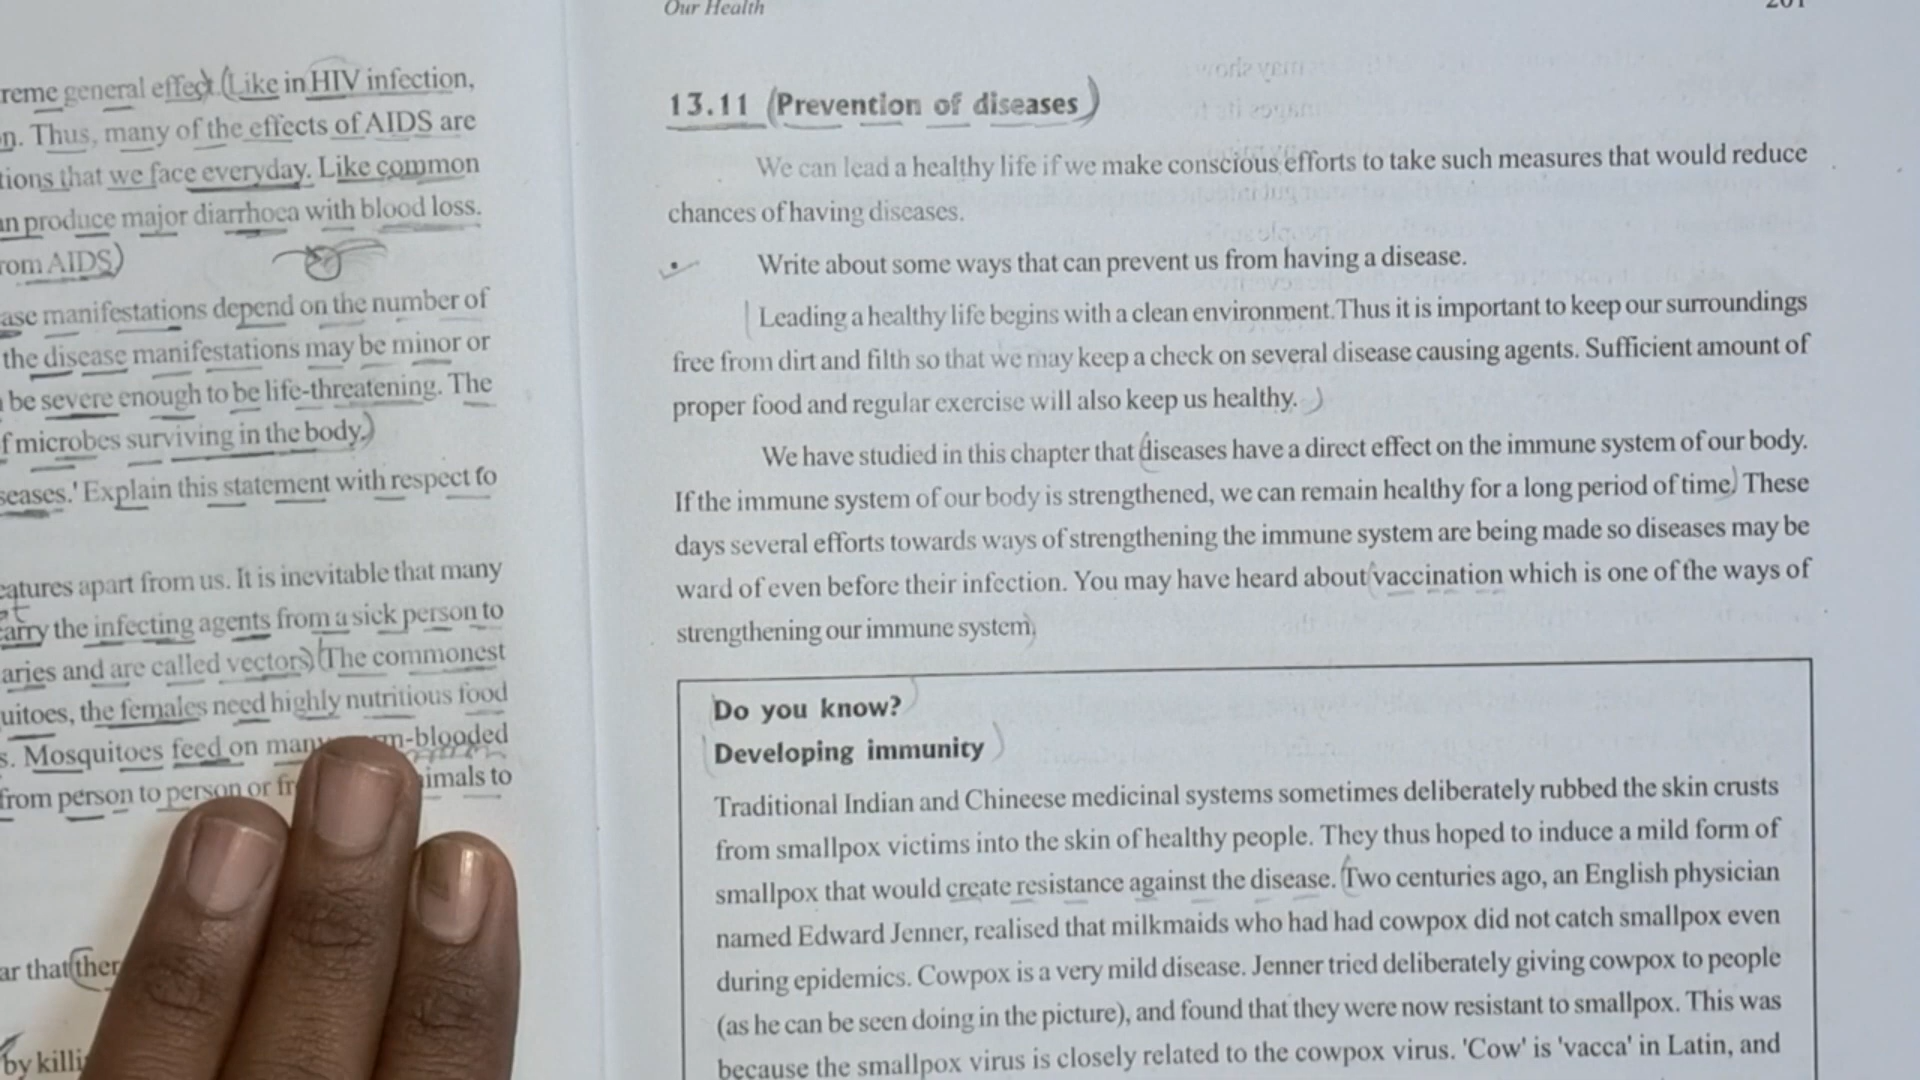 reme general effect. (Like in HIV infection,
n. Thus, many of the effects of AIDS are
tions that we face everyday. Like common
an produce major diarrhoea with blood loss.
rom AIDS)
ase manifestations depend on the number of
the disease manifestations may be minor or
be severe enough to be life-threatening. The
f microbes surviving in the body.)
seases.' Explain this statement with respect to
eatures apart from us. It is inevitable that many
carry the infecting agents from a sick person to
aries and are called vectors) (The commonest
uitoes, the females need highly nutritious food
s. Mosquitoes feed on many m-blooded
from person to person or fr imals to
ar that (ther
by killi
Our Health
13.11 (Prevention of diseases)
We can lead a healthy life if we make conscious efforts to take such measures that would reduce
chances of having diseases.
• Write about some ways that can prevent us from having a disease.
Leading a healthy life begins with a clean environment. Thus it is important to keep our surroundings
free from dirt and filth so that we may keep a check on several disease causing agents. Sufficient amount of
proper food and regular exercise will also keep us healthy. )
We have studied in this chapter that (diseases have a direct effect on the immune system of our body.
If the immune system of our body is strengthened, we can remain healthy for a long period of time) These
days several efforts towards ways of strengthening the immune system are being made so diseases may be
ward of even before their infection. You may have heard about (vaccination which is one of the ways of
strengthening our immune system)
Do you know?
Developing immunity
Traditional Indian and Chineese medicinal systems sometimes deliberately rubbed the skin crusts
from smallpox victims into the skin of healthy people. They thus hoped to induce a mild form of
smallpox that would create resistance against the disease. (Two centuries ago, an English physician
named Edward Jenner, realised that milkmaids who had had cowpox did not catch smallpox even
during epidemics. Cowpox is a very mild disease. Jenner tried deliberately giving cowpox to people
(as he can be seen doing in the picture), and found that they were now resistant to smallpox. This was
because the smallpox virus is closely related to the cowpox virus. 'Cow' is 'vacca' in Latin, and